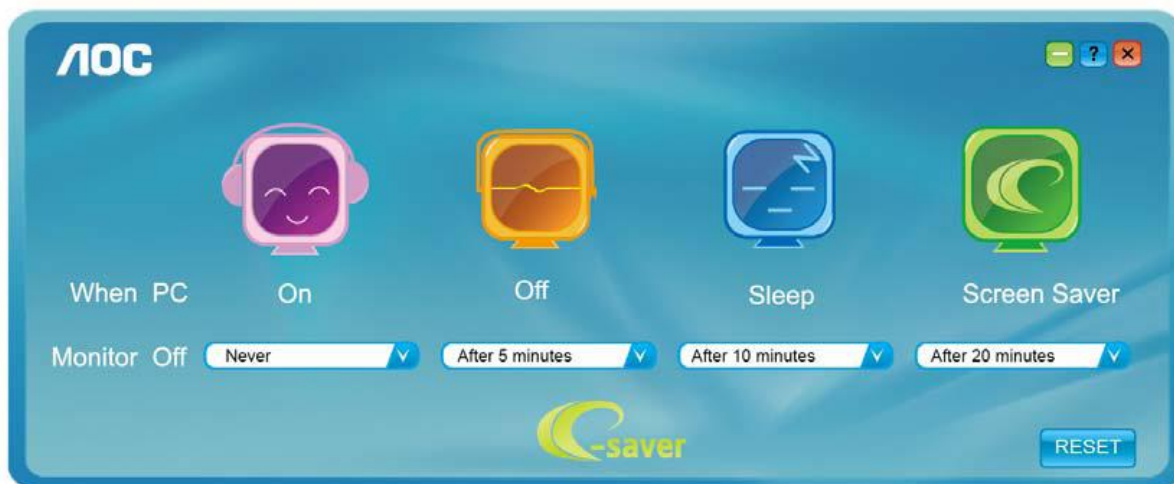 AOC
?
When PC On Off Sleep Screen Saver
Monitor Off Never After 5 minutes After 10 minutes After 20 minutes
e-saver
RESET